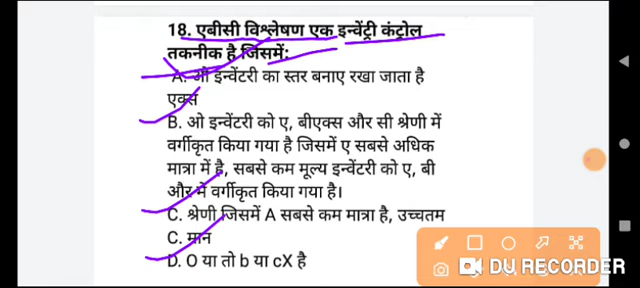 18. एबीसी विश्लेषण एक इन्वेंट्री कंट्रोल
तकनीक है जिसमें:
A. ओ इन्वेंटरी का स्तर बनाए रखा जाता है
एक्स
B. ओ इन्वेंटरी को ए, बीएक्स और सी श्रेणी में
वर्गीकृत किया गया है जिसमें ए सबसे अधिक
मात्रा में है, सबसे कम मूल्य इन्वेंटरी को ए, बी
और में वर्गीकृत किया गया है।
C. श्रेणी जिसमें A सबसे कम मात्रा है, उच्चतम
C. मान
D. O या तो b या cX है
DU RECORDER